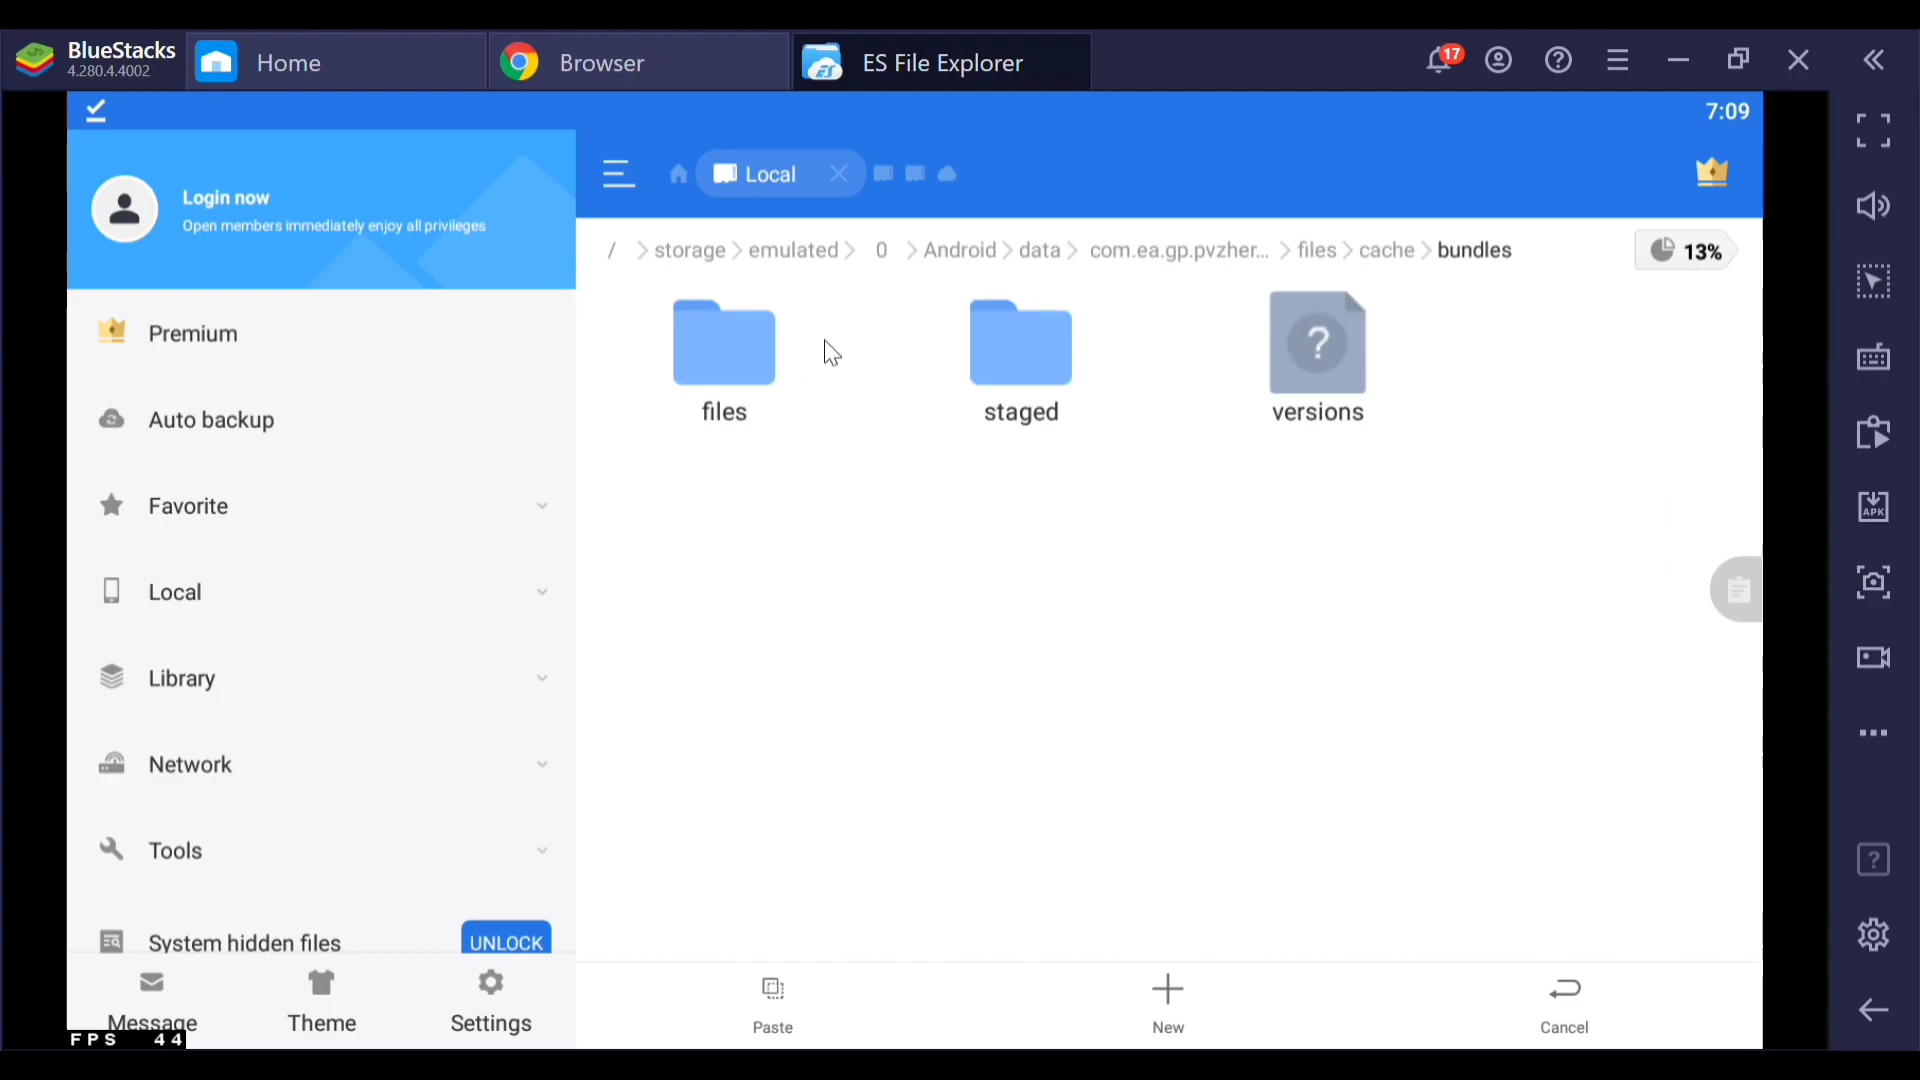 BlueStacks
4.280.4.4002
Home
Browser
ES File Explorer
17
7:09
Login now
Open members immediately enjoy all privileges
Local
/ storage emulated 0 Android data com.ea.gp.pvzher... files cache bundles
13%
files
staged
?
versions
Premium
Auto backup
Favorite
Local
Library
Network
Tools
System hidden files
UNLOCK
Message
Theme
Settings
Paste
New
Cancel
FPS 44
APK